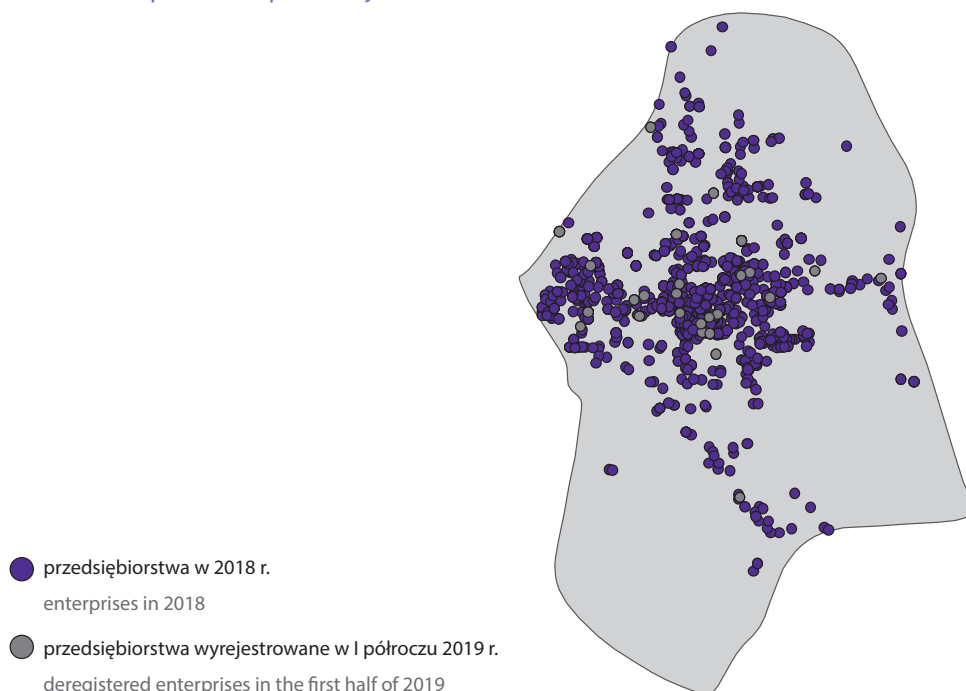 przedsiębiorstwa w 2018 r.
enterprises in 2018
przedsiębiorstwa wyrejestrowane w I półroczu 2019 r.
deregistered enterprises in the first half of 2019